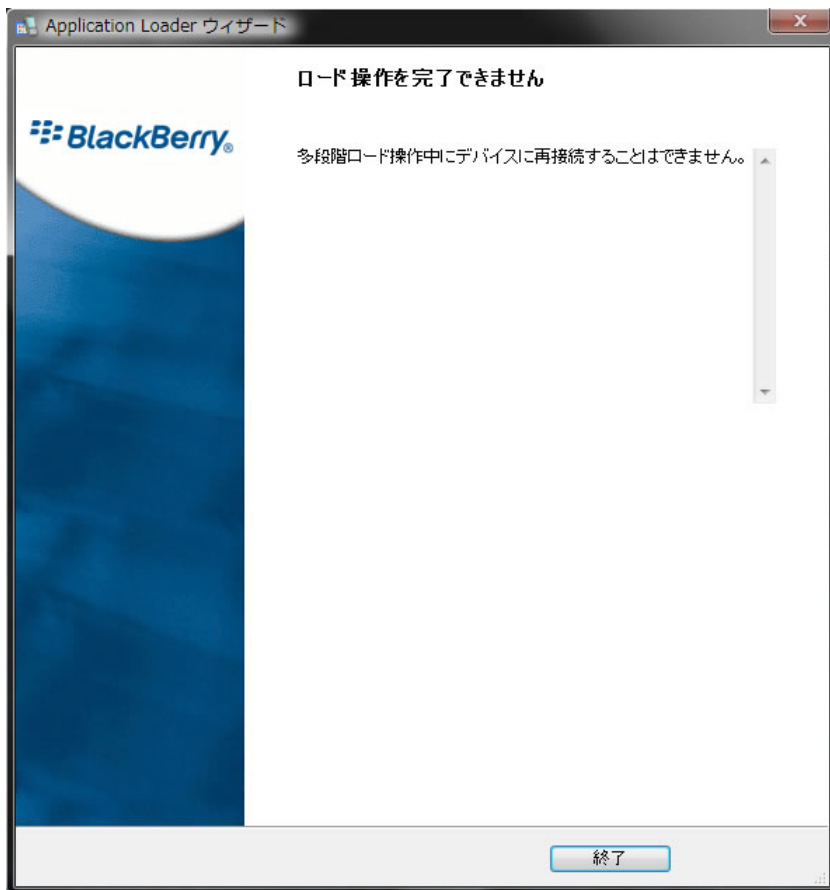 Application Loader ウィザード
ロード操作を完了できません
BlackBerry®
多段階ロード操作中にデバイスに再接続することはできません。
終了